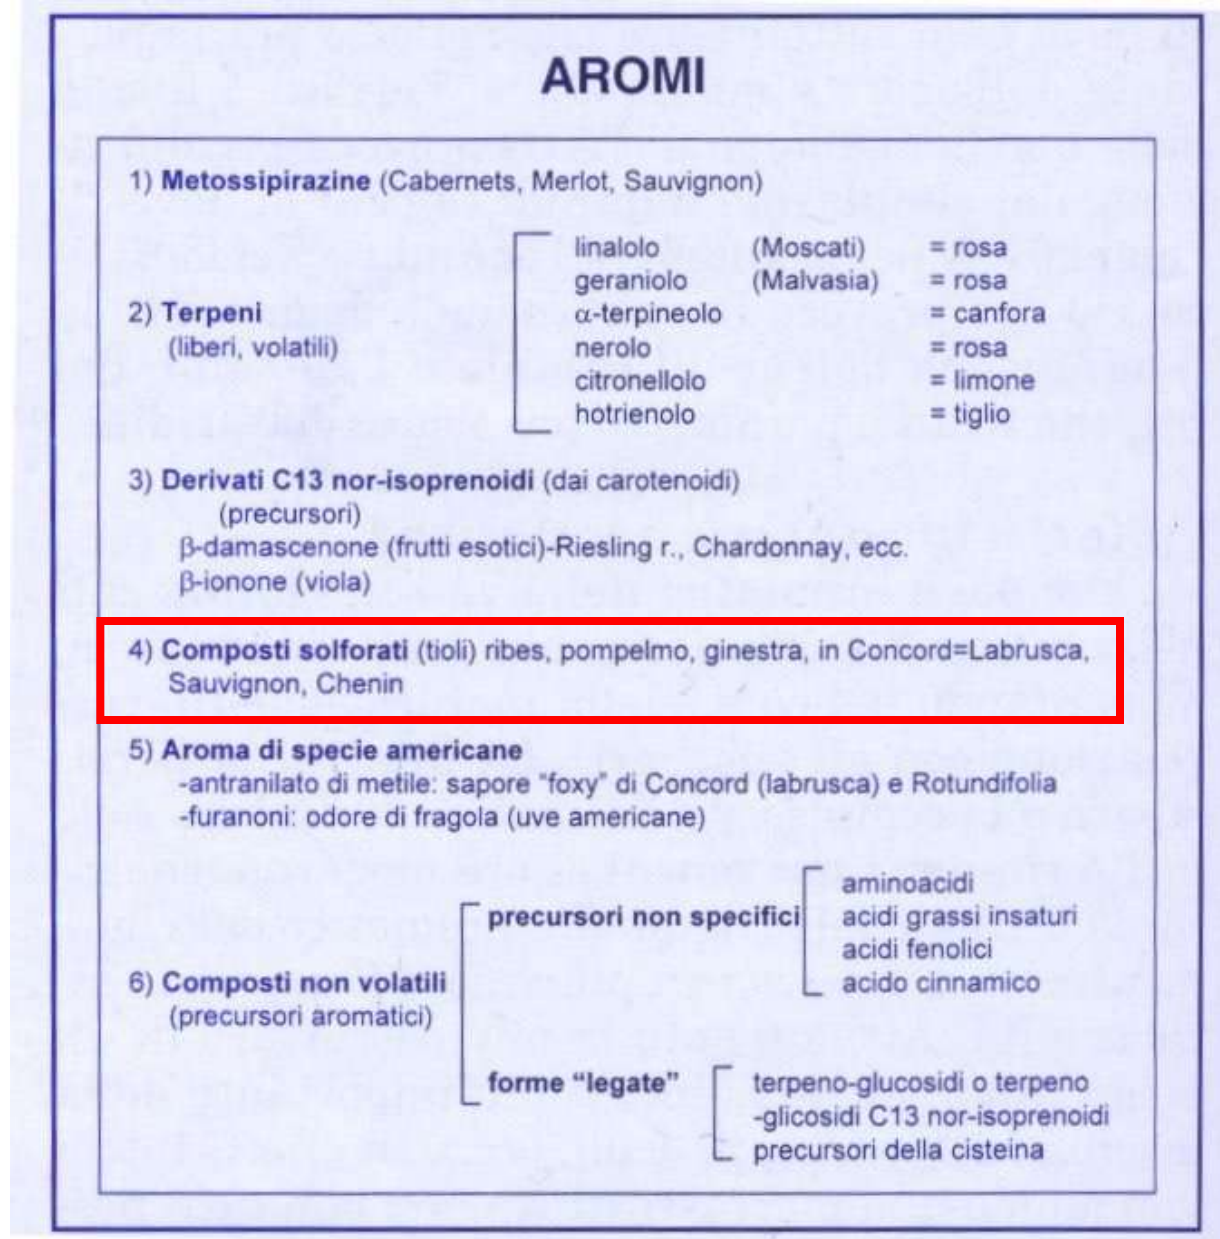 AROMI
1) Metossipirazine (Cabernets, Merlot, Sauvignon)
2) Terpeni
(liberi, volatili)
linalolo (Moscati) = rosa
geraniolo (Malvasia) = rosa
α-terpineolo = canfora
nerolo = rosa
citronellolo = limone
hotrienolo = tiglio
3) Derivati C13 nor-isoprenoidi (dai carotenoidi)
(precursori)
β-damascenone (frutti esotici)-Riesling r., Chardonnay, ecc.
β-ionone (viola)
4) Composti solforati (tioli) ribes, pompelmo, ginestra, in Concord=Labrusca,
Sauvignon, Chenin
5) Aroma di specie americane
-antranilato di metile: sapore “foxy” di Concord (labrusca) e Rotundifolia
-furanoni: odore di fragola (uve americane)
6) Composti non volatili
(precursori aromatici)
precursori non specifici
aminoacidi
acidi grassi insaturi
acidi fenolici
acido cinnamico
forme “legate”
terpeno-glucosidi o terpeno
-glicosidi C13 nor-isoprenoidi
precursori della cisteina